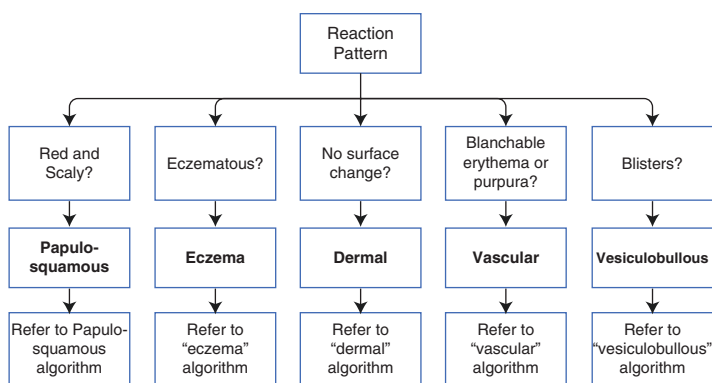 Reaction
Pattern
Red and
Scaly?
Eczematous?
No surface
change?
Blanchable
erythema or
purpura?
Blisters?
Papulo-
squamous
Eczema
Dermal
Vascular
Vesiculobullous
Refer to Papulo-
squamous
algorithm
Refer to
“eczema”
algorithm
Refer to
“dermal”
algorithm
Refer to
“vascular”
algorithm
Refer to
“vesiculobullous”
algorithm